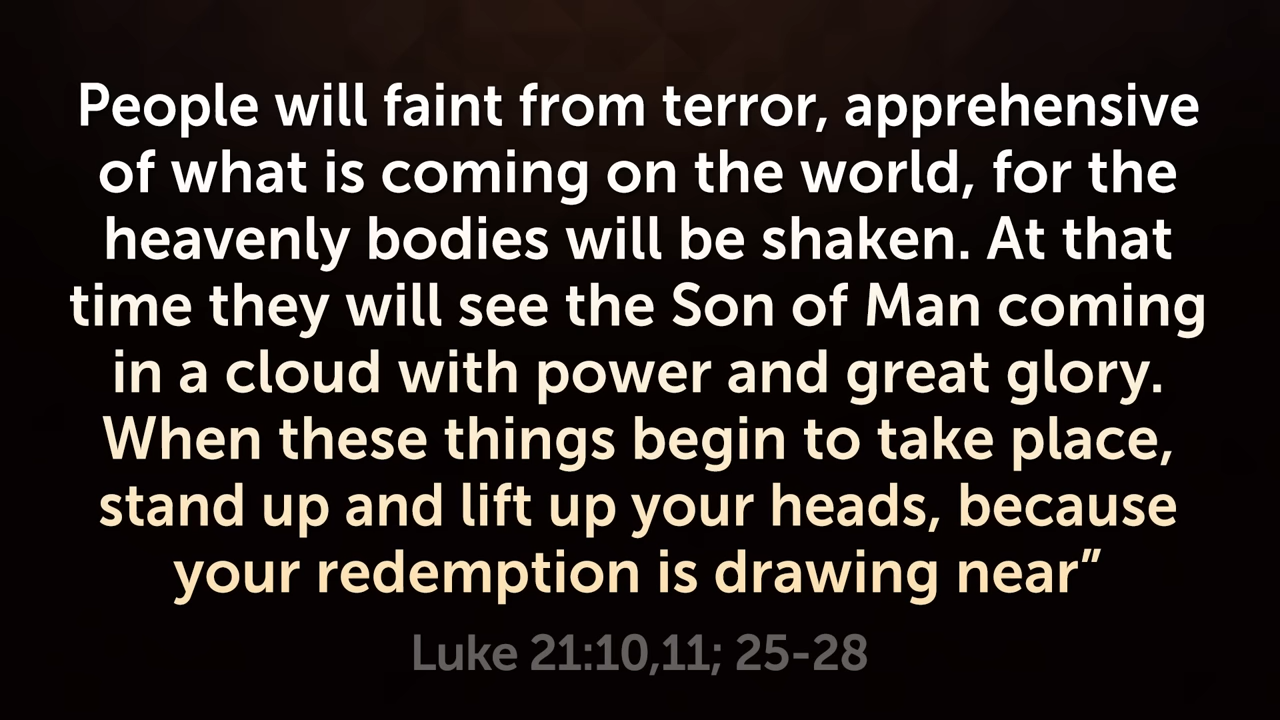 People will faint from terror, apprehensive
of what is coming on the world, for the
heavenly bodies will be shaken. At that
time they will see the Son of Man coming
in a cloud with power and great glory.
When these things begin to take place,
stand up and lift up your heads, because
your redemption is drawing near”
Luke 21:10,11; 25-28